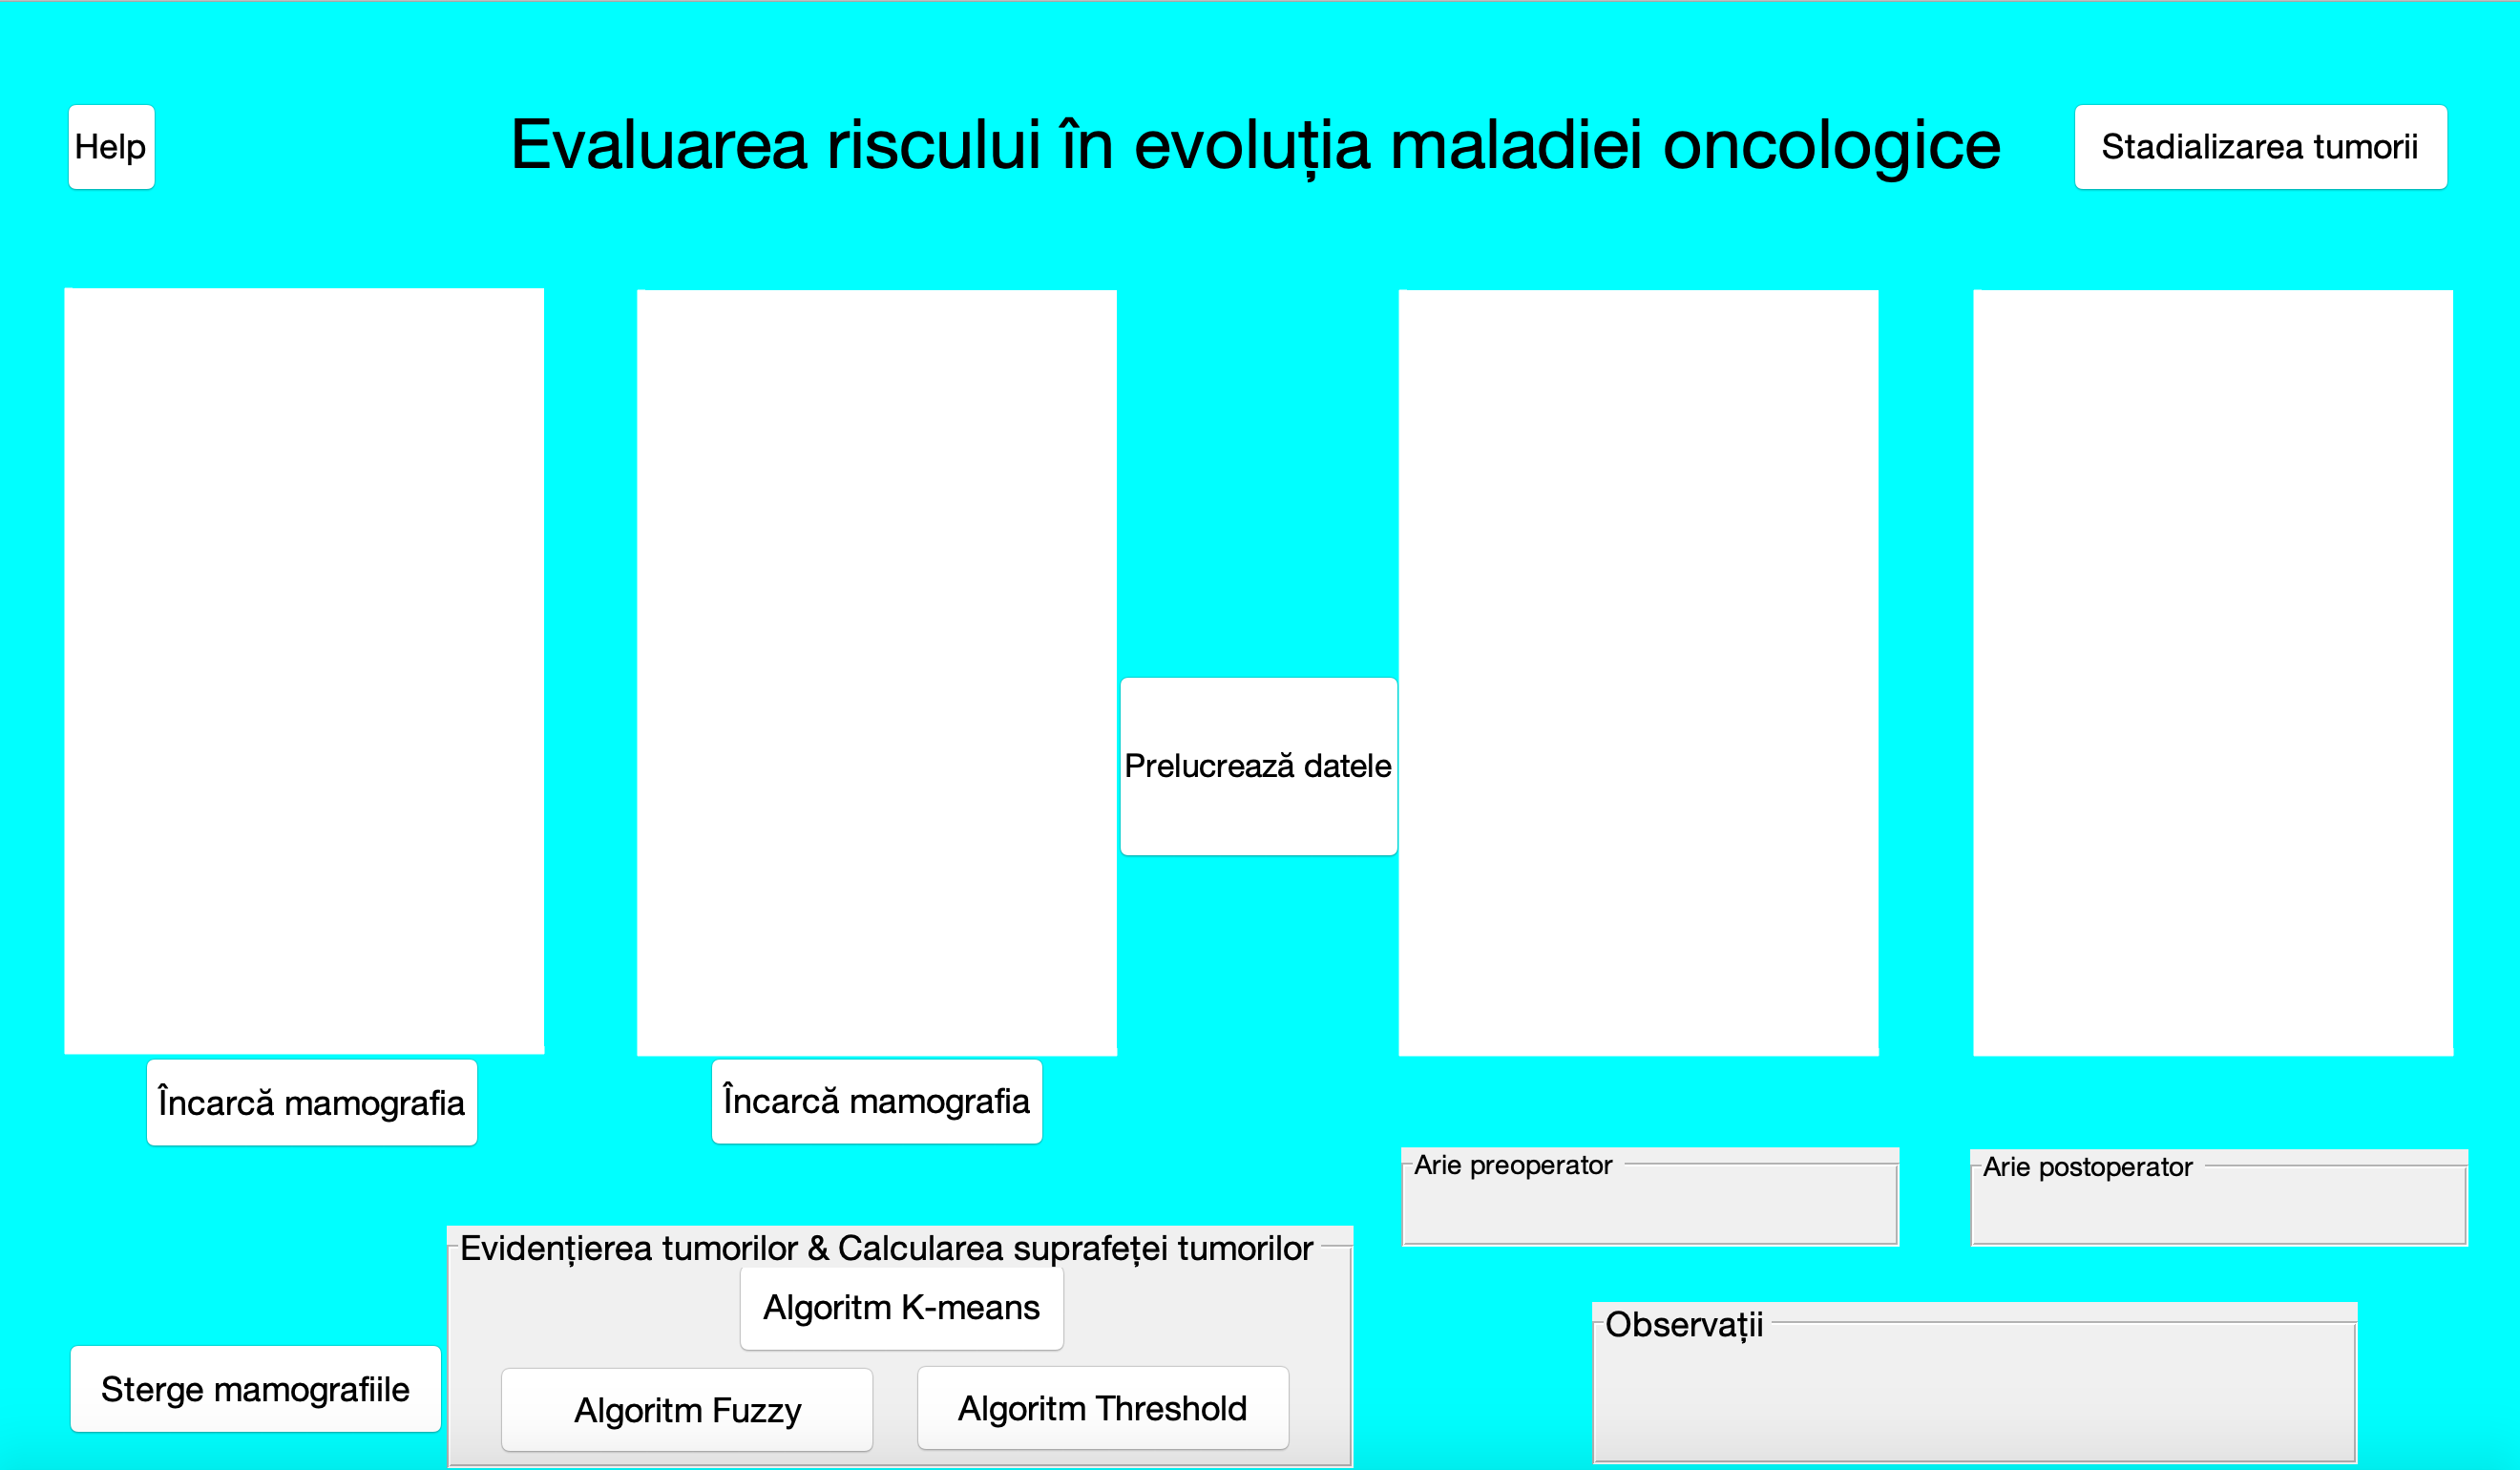 Help
Evaluarea riscului în evoluția maladiei oncologice
Stadializarea tumorii
Prelucrează datele
Încarcă mamografia
Încarcă mamografia
Arie preoperator
Arie postoperator
Evidențierea tumorilor & Calcularea suprafeței tumorilor
Algoritm K-means
Observații
Sterge mamografiile
Algoritm Fuzzy
Algoritm Threshold